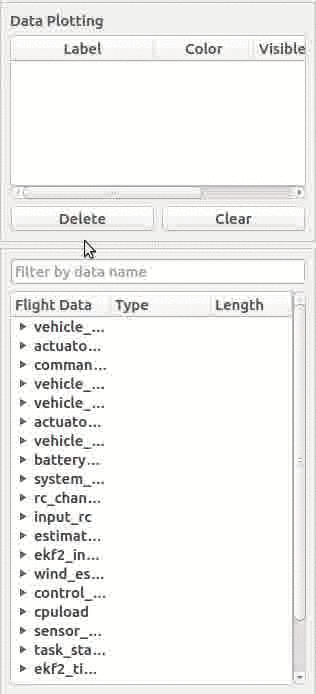 Data Plotting
Label Color Visible
Delete Clear
filter by data name
Flight Data Type Length
vehicle_...
actuato...
comman...
vehicle_...
vehicle_...
actuato...
vehicle_...
battery...
system_...
rc_chan...
input_rc
estimat...
ekf2_in...
wind_es...
control_...
cpuload
sensor_...
task_sta...
ekf2_ti...